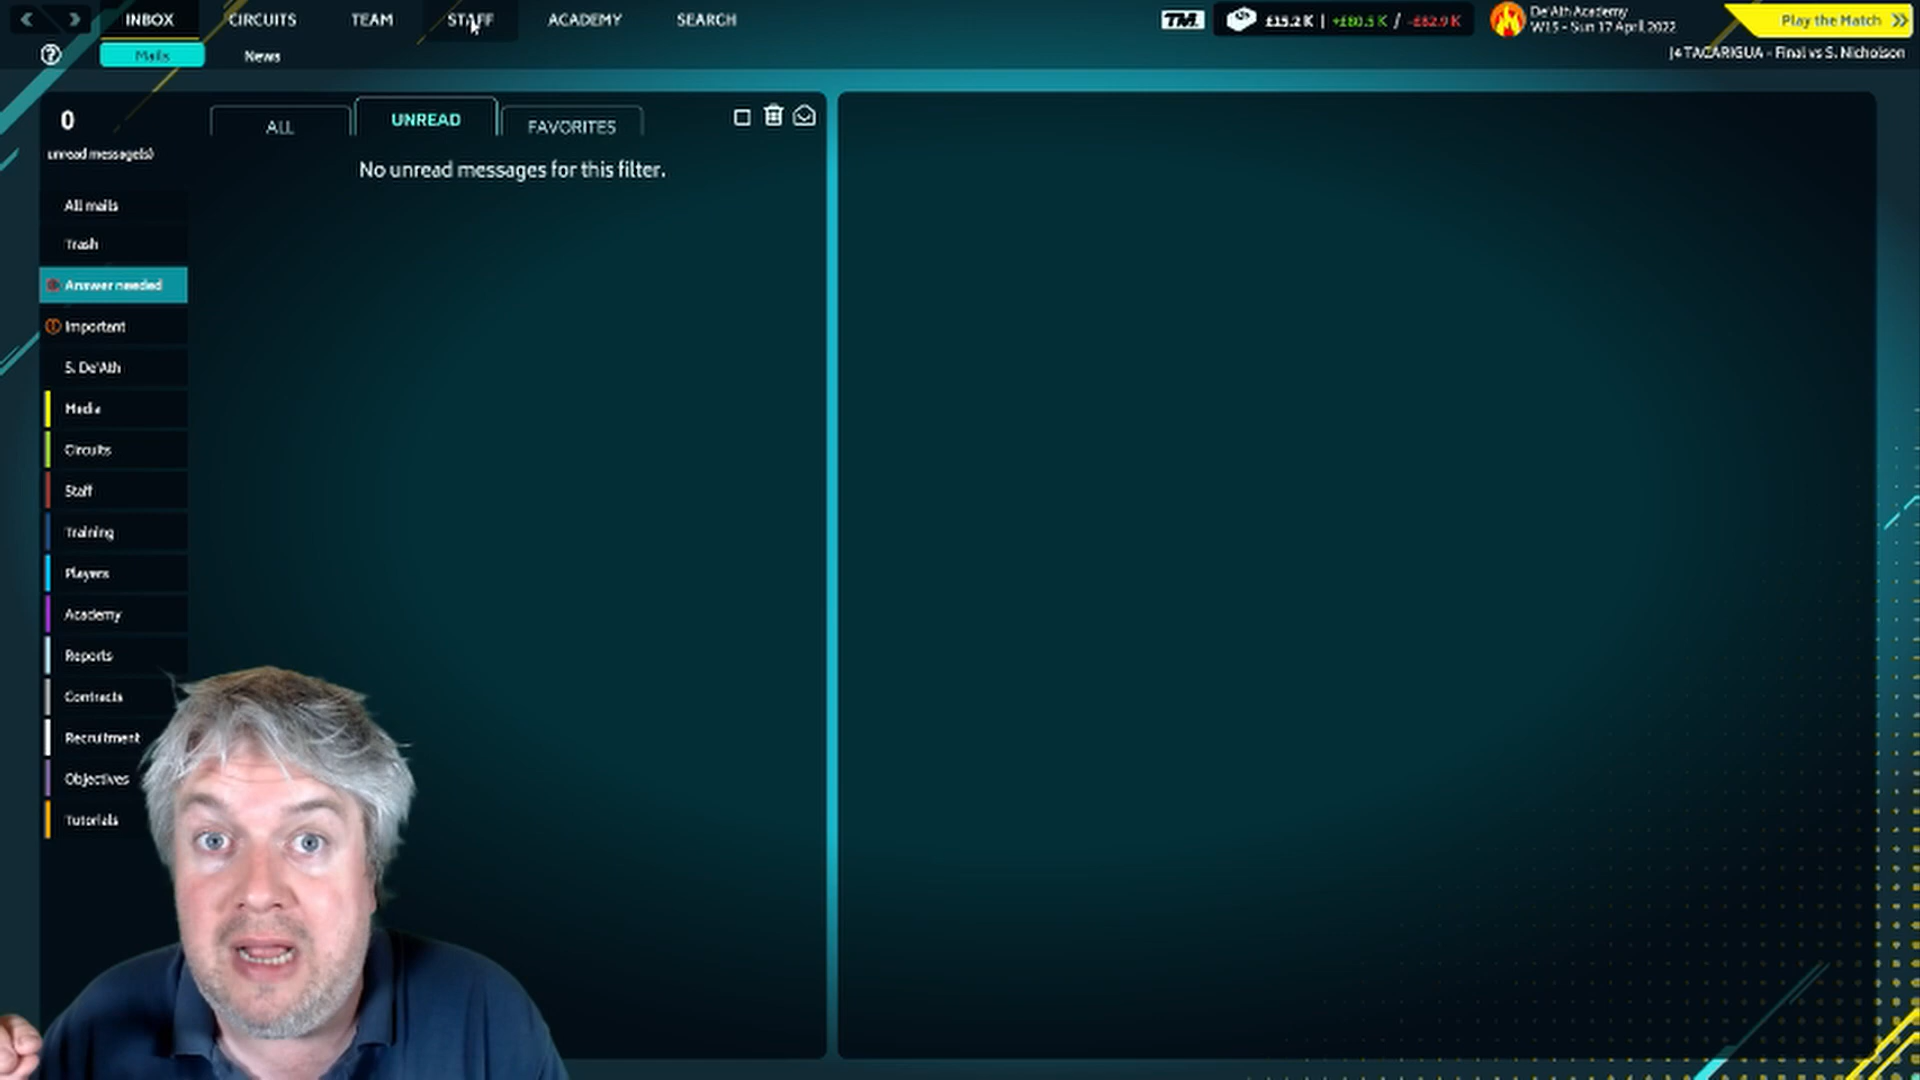 INBOX CIRCUITS TEAM STAFF ACADEMY SEARCH
TM. £15.2 K | +£80.5 K / -£82.9 K
De'Ath Academy
W15 - Sun 17 April 2022
Play the Match
J4 TACARIGUA - Final vs S. Nicholson
Mails News
0
unread message(s)
ALL UNREAD FAVORITES
No unread messages for this filter.
All mails
Trash
Answer needed
Important
S. De'Ath
Media
Circuits
Staff
Training
Players
Academy
Reports
Contracts
Recruitment
Objectives
Tutorials